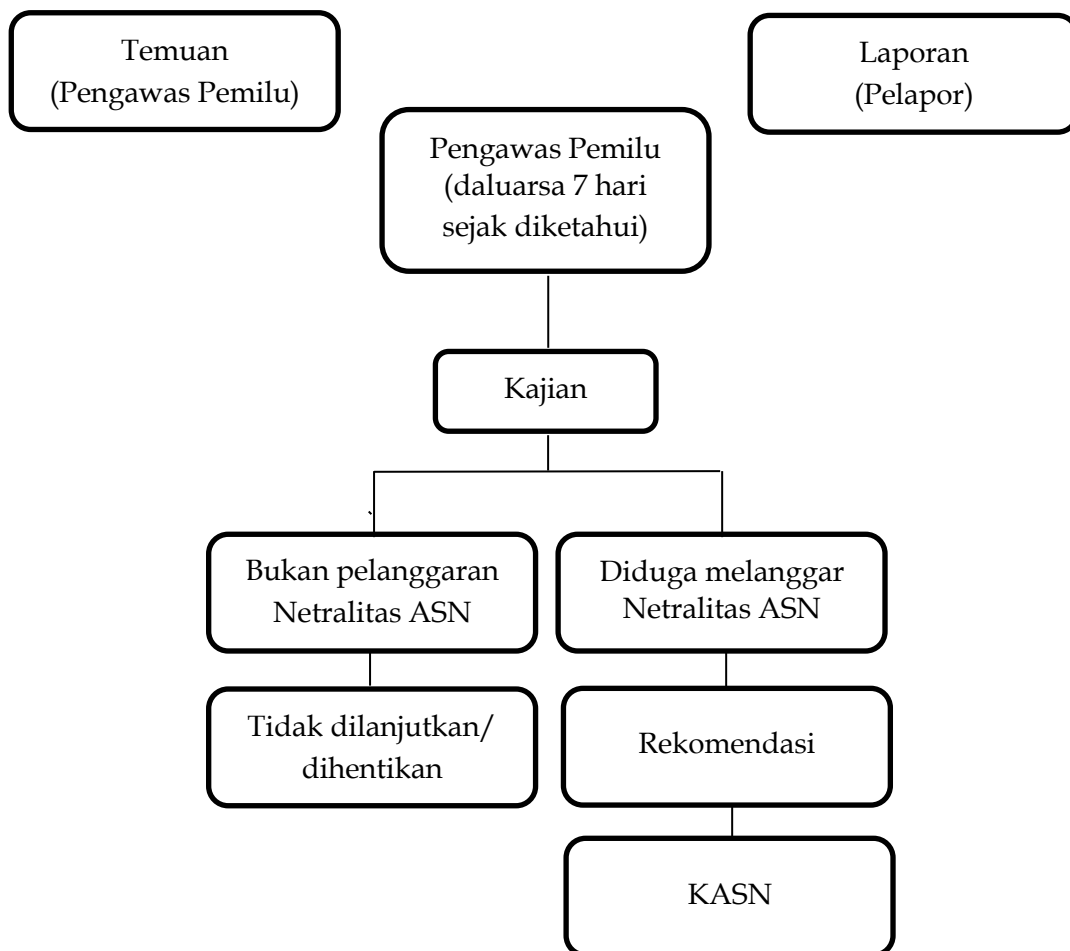 Temuan
(Pengawas Pemilu)
Laporan
(Pelapor)
Pengawas Pemilu
(daluarsa 7 hari
sejak diketahui)
Kajian
Bukan pelanggaran
Netralitas ASN
Diduga melanggar
Netralitas ASN
Tidak dilanjutkan/
dihentikan
Rekomendasi
KASN